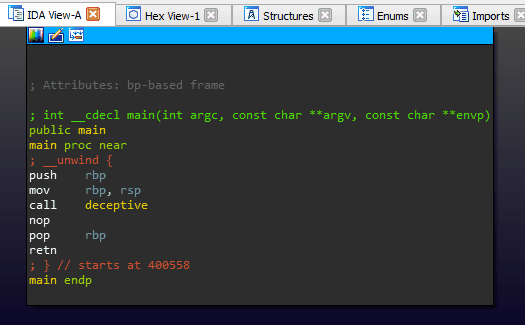 IDA View-A Hex View-1 Structures Enums Imports
; Attributes: bp-based frame
; int __cdecl main(int argc, const char **argv, const char **envp)
public main
main proc near
; __unwind {
push rbp
mov rbp, rsp
call deceptive
nop
pop rbp
retn
; } // starts at 400558
main endp